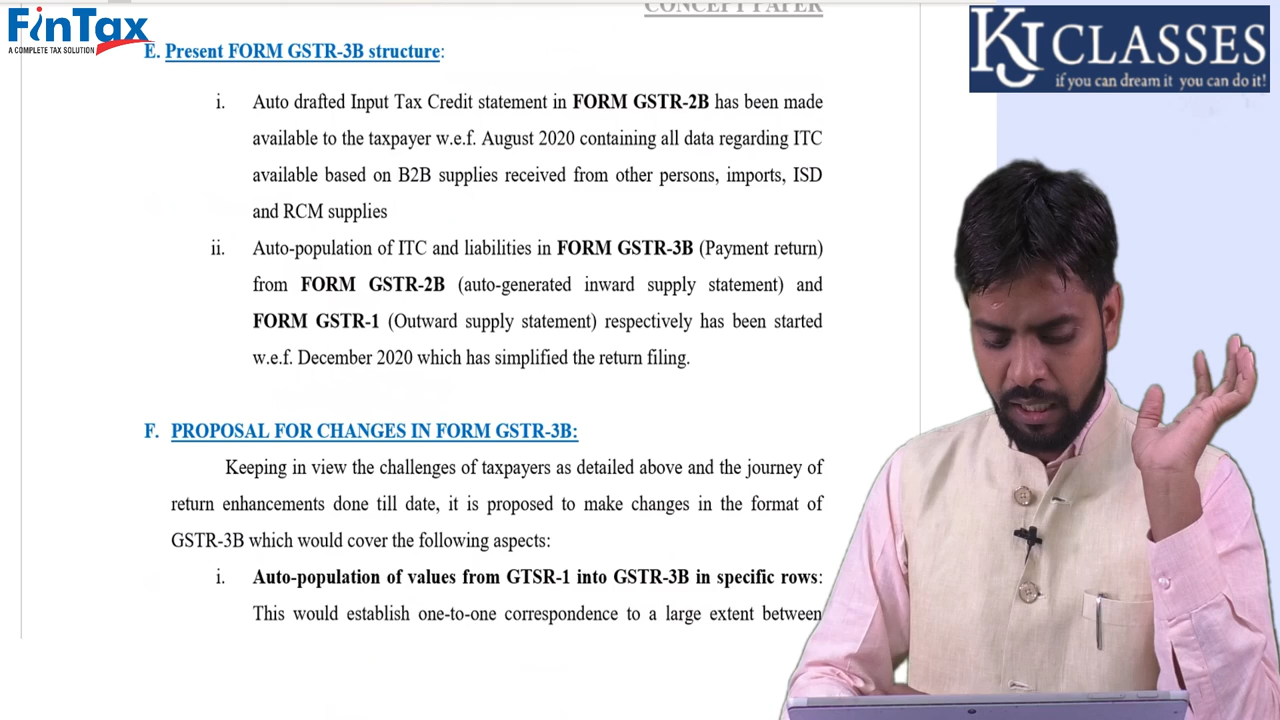 CONCEPT PAPER
FinTax
A COMPLETE TAX SOLUTION
KJ CLASSES
if you can dream it you can do it!
E. Present FORM GSTR-3B structure:
i. Auto drafted Input Tax Credit statement in FORM GSTR-2B has been made
available to the taxpayer w.e.f. August 2020 containing all data regarding ITC
available based on B2B supplies received from other persons, imports, ISD
and RCM supplies
ii. Auto-population of ITC and liabilities in FORM GSTR-3B (Payment return)
from FORM GSTR-2B (auto-generated inward supply statement) and
FORM GSTR-1 (Outward supply statement) respectively has been started
w.e.f. December 2020 which has simplified the return filing.
F. PROPOSAL FOR CHANGES IN FORM GSTR-3B:
Keeping in view the challenges of taxpayers as detailed above and the journey of
return enhancements done till date, it is proposed to make changes in the format of
GSTR-3B which would cover the following aspects:
i. Auto-population of values from GTSR-1 into GSTR-3B in specific rows:
This would establish one-to-one correspondence to a large extent between